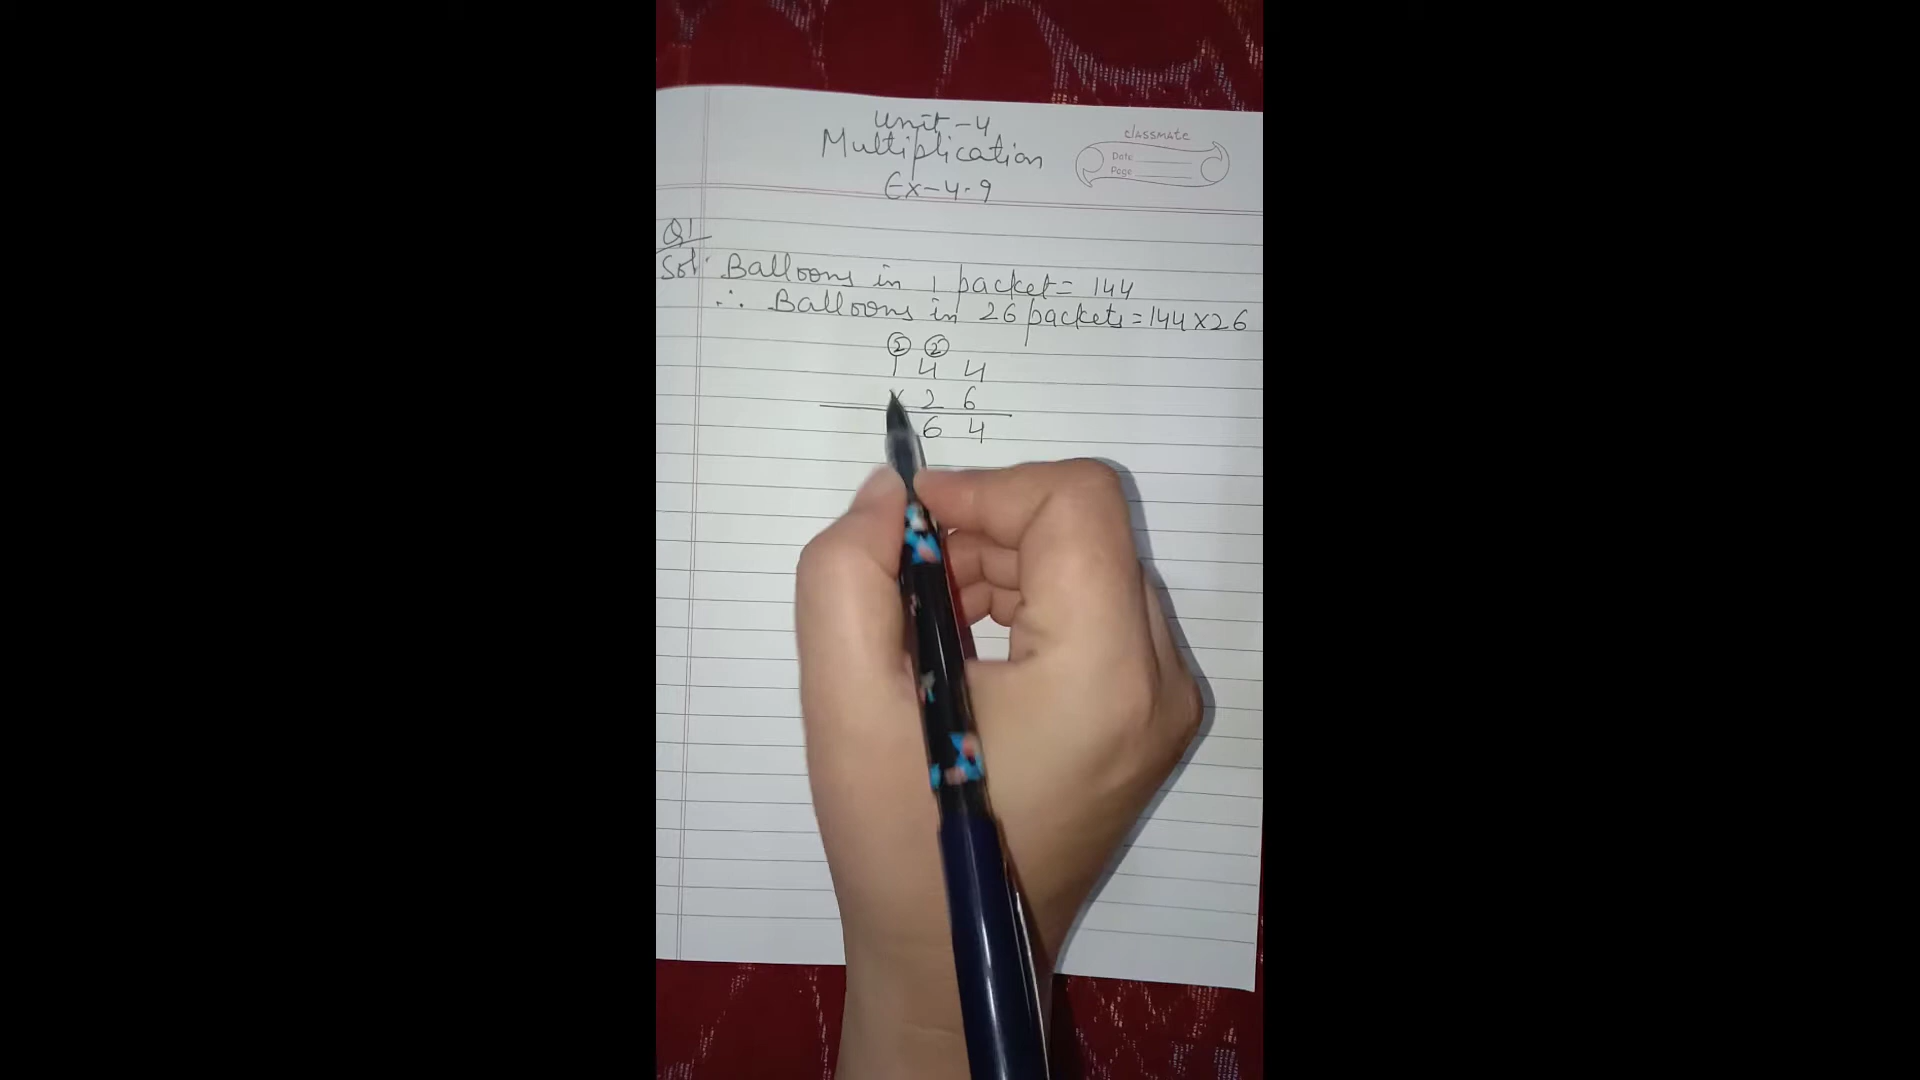 Unit-4
Multiplication
Ex-4.9
classmate
Date
Page
Q1
Sol. Balloons in 1 packet = 144
∴ Balloons in 26 packets = 144 x 26
2 2
1 4 4
x 2 6
6 4